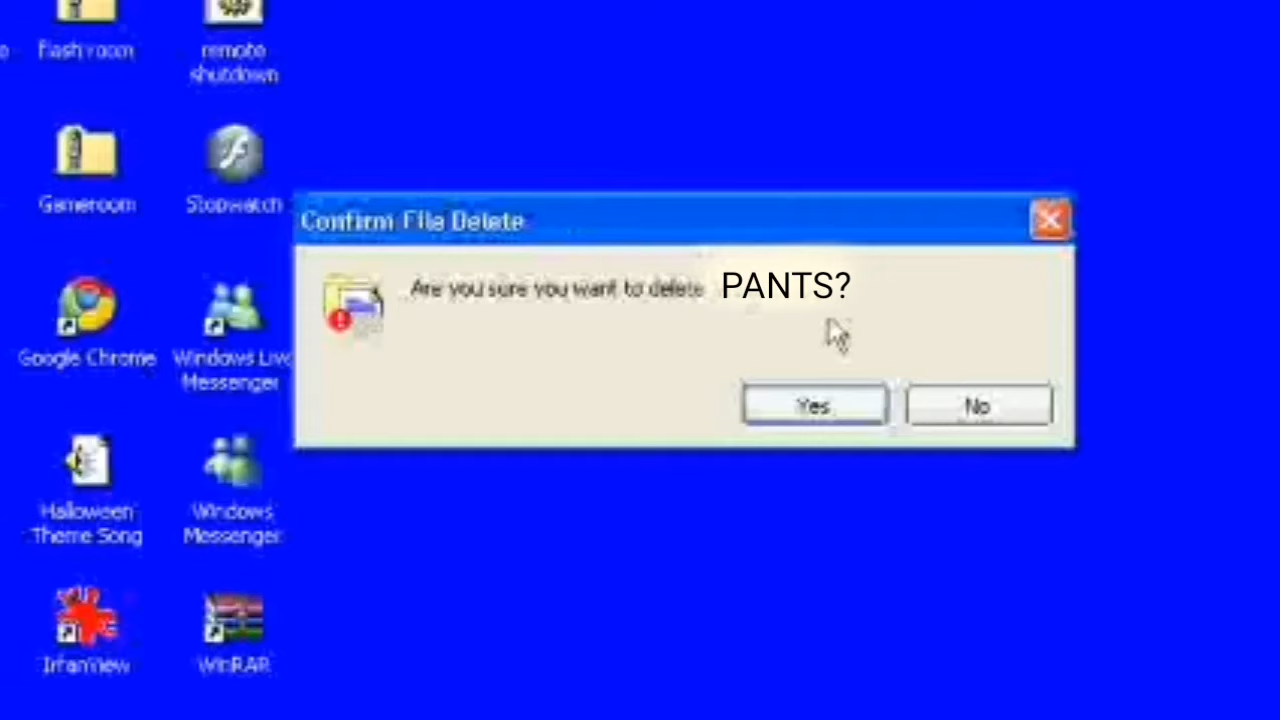 Flash room
remote
shutdown
Gameroom
Stopwatch
Confirm File Delete
Are you sure you want to delete PANTS?
Yes
No
Google Chrome
Windows Live
Messenger
Halloween
Theme Song
Windows
Messenger
IrfanView
WinRAR